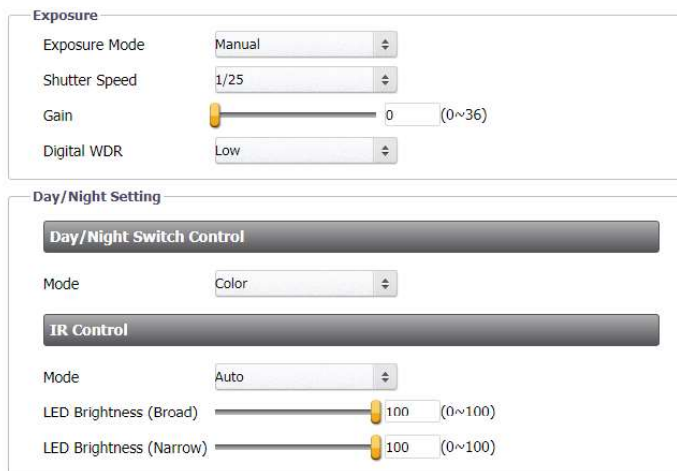 Exposure
Exposure Mode Manual
Shutter Speed 1/25
Gain 0 (0~36)
Digital WDR Low
Day/Night Setting
Day/Night Switch Control
Mode Color
IR Control
Mode Auto
LED Brightness (Broad) 100 (0~100)
LED Brightness (Narrow) 100 (0~100)